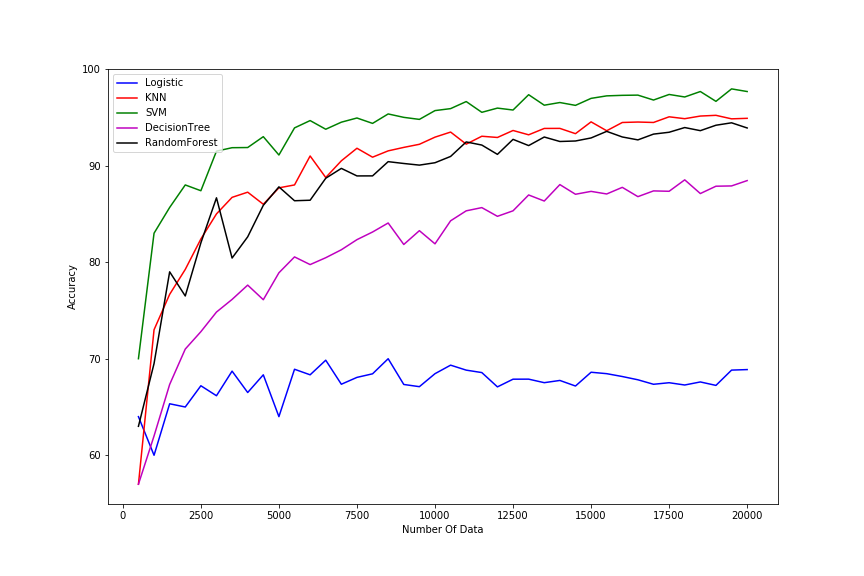 100
90
80
70
60
Accuracy
Logistic
KNN
SVM
DecisionTree
RandomForest
0 2500 5000 7500 10000 12500 15000 17500 20000
Number Of Data